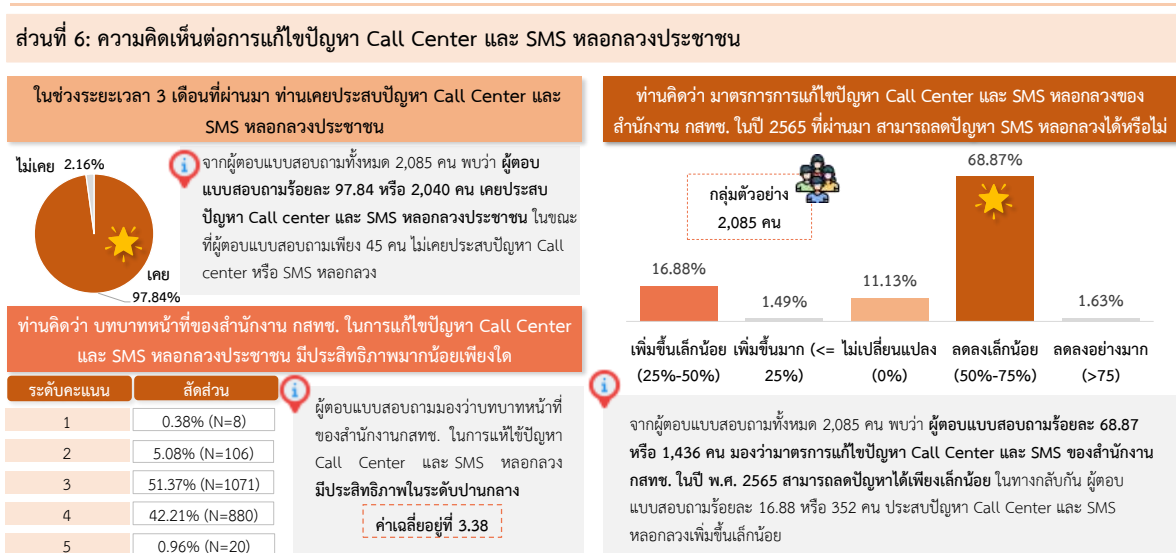 ส่วนที่ 6: ความคิดเห็นต่อการแก้ไขปัญหา Call Center และ SMS หลอกลวงประชาชน
ในช่วงระยะเวลา 3 เดือนที่ผ่านมา ท่านเคยประสบปัญหา Call Center และ
SMS หลอกลวงประชาชน
ไม่เคย 2.16%
เคย
97.84%
จากผู้ตอบแบบสอบถามทั้งหมด 2,085 คน พบว่า ผู้ตอบ
แบบสอบถามร้อยละ 97.84 หรือ 2,040 คน เคยประสบ
ปัญหา Call center และ SMS หลอกลวงประชาชน ในขณะ
ที่ผู้ตอบแบบสอบถามเพียง 45 คน ไม่เคยประสบปัญหา Call
center หรือ SMS หลอกลวง
ท่านคิดว่า บทบาทหน้าที่ของสำนักงาน กสทช. ในการแก้ไขปัญหา Call Center
และ SMS หลอกลวงประชาชน มีประสิทธิภาพมากน้อยเพียงใด
ระดับคะแนน สัดส่วน
1 0.38% (N=8)
2 5.08% (N=106)
3 51.37% (N=1071)
4 42.21% (N=880)
5 0.96% (N=20)
ผู้ตอบแบบสอบถามมองว่าบทบาทหน้าที่
ของสำนักงานกสทช. ในการแห้ไข้ปัญหา
Call Center และ SMS หลอกลวง
มีประสิทธิภาพในระดับปานกลาง
ค่าเฉลี่ยอยู่ที่ 3.38
ท่านคิดว่า มาตรการการแก้ไขปัญหา Call Center และ SMS หลอกลวงของ
สำนักงาน กสทช. ในปี 2565 ที่ผ่านมา สามารถลดปัญหา SMS หลอกลวงได้หรือไม่
กลุ่มตัวอย่าง
2,085 คน
16.88%
1.49%
11.13%
68.87%
1.63%
เพิ่มขึ้นเล็กน้อย เพิ่มขึ้นมาก (<= ไม่เปลี่ยนแปลง ลดลงเล็กน้อย ลดลงอย่างมาก
(25%-50%) 25%) (0%) (50%-75%) (>75)
จากผู้ตอบแบบสอบถามทั้งหมด 2,085 คน พบว่า ผู้ตอบแบบสอบถามร้อยละ 68.87
หรือ 1,436 คน มองว่ามาตรการแก้ไขปัญหา Call Center และ SMS ของสำนักงาน
กสทช. ในปี พ.ศ. 2565 สามารถลดปัญหาได้เพียงเล็กน้อย ในทางกลับกัน ผู้ตอบ
แบบสอบถามร้อยละ 16.88 หรือ 352 คน ประสบปัญหา Call Center และ SMS
หลอกลวงเพิ่มขึ้นเล็กน้อย